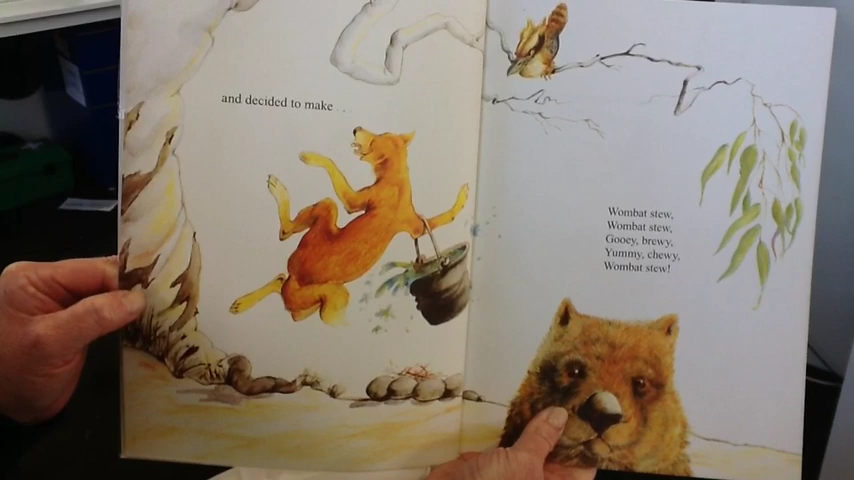 and decided to make . .
Wombat stew,
Wombat stew,
Gooey, brewy,
Yummy, chewy,
Wombat stew!